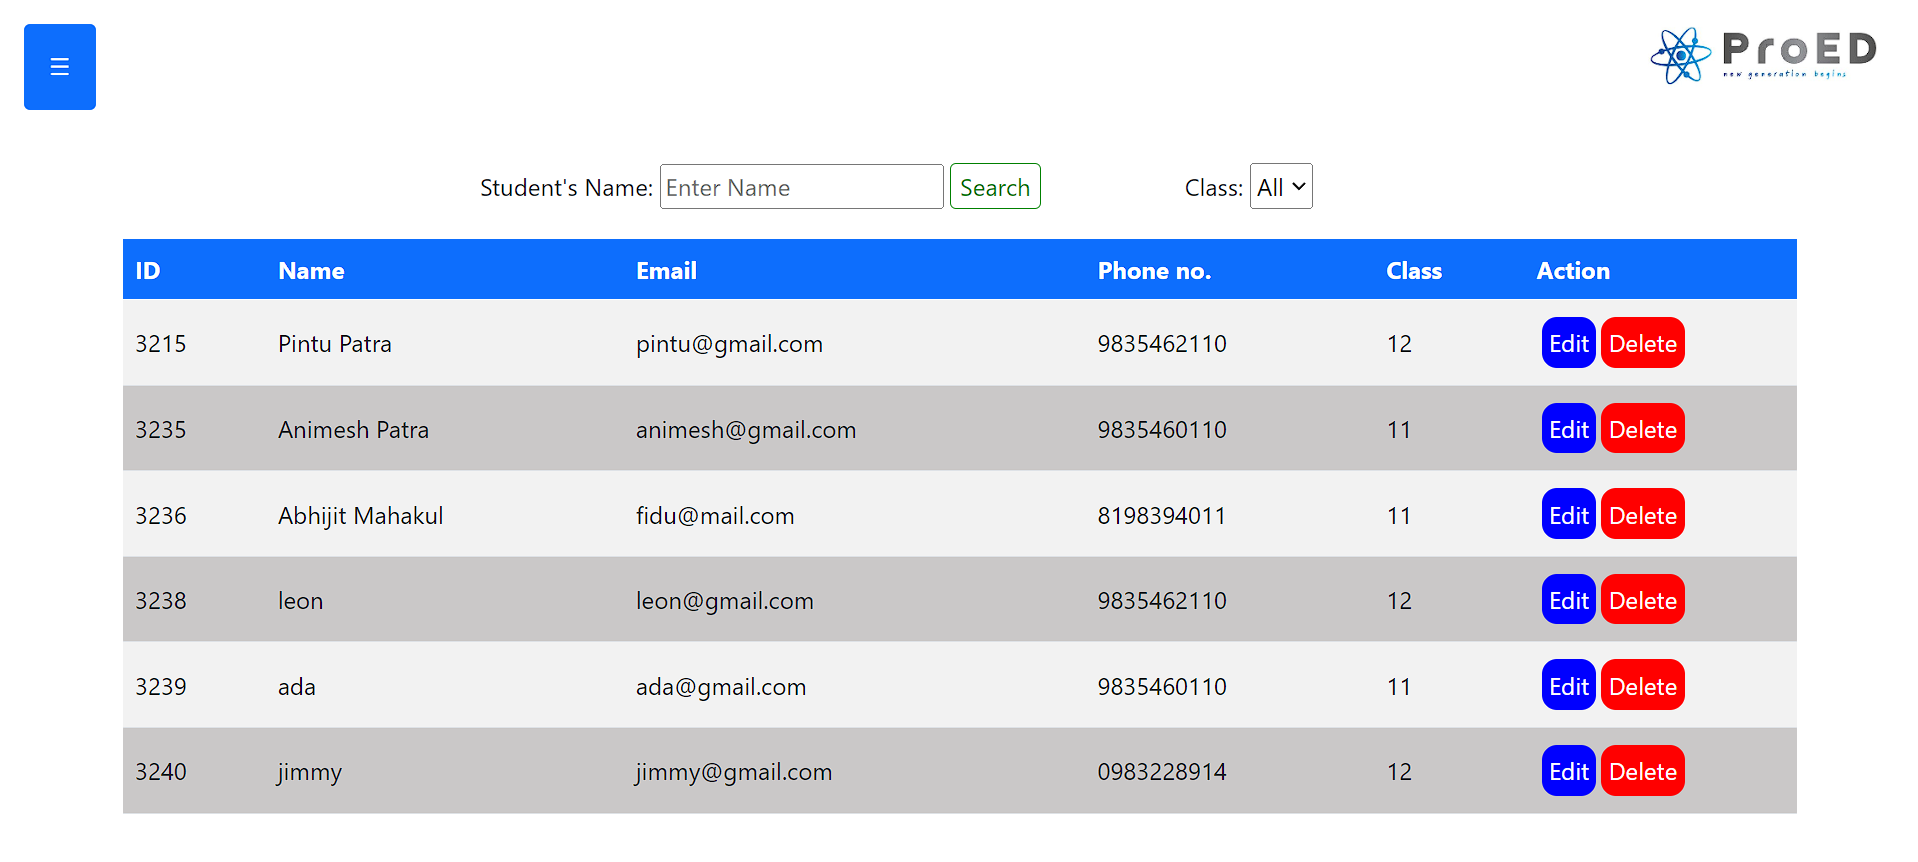 ☰
ProED
new generation begins
Student's Name: Enter Name Search Class: All
ID Name Email Phone no. Class Action
3215 Pintu Patra pintu@gmail.com 9835462110 12 Edit Delete
3235 Animesh Patra animesh@gmail.com 9835460110 11 Edit Delete
3236 Abhijit Mahakul fidu@mail.com 8198394011 11 Edit Delete
3238 leon leon@gmail.com 9835462110 12 Edit Delete
3239 ada ada@gmail.com 9835460110 11 Edit Delete
3240 jimmy jimmy@gmail.com 0983228914 12 Edit Delete